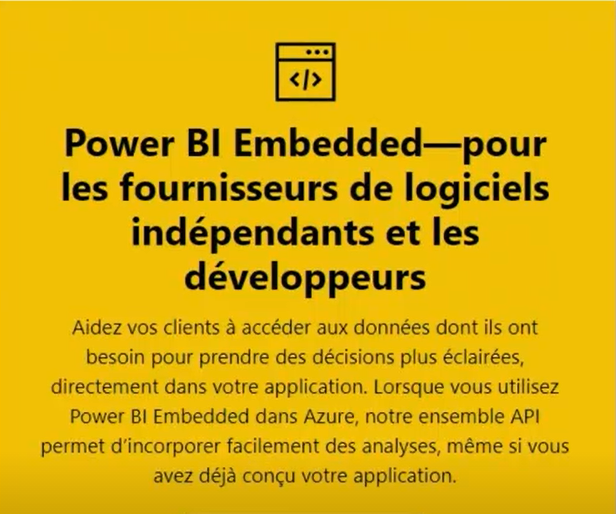 </>
Power BI Embedded—pour
les fournisseurs de logiciels
indépendants et les
développeurs
Aidez vos clients à accéder aux données dont ils ont
besoin pour prendre des décisions plus éclairées,
directement dans votre application. Lorsque vous utilisez
Power BI Embedded dans Azure, notre ensemble API
permet d’incorporer facilement des analyses, même si vous
avez déjà conçu votre application.